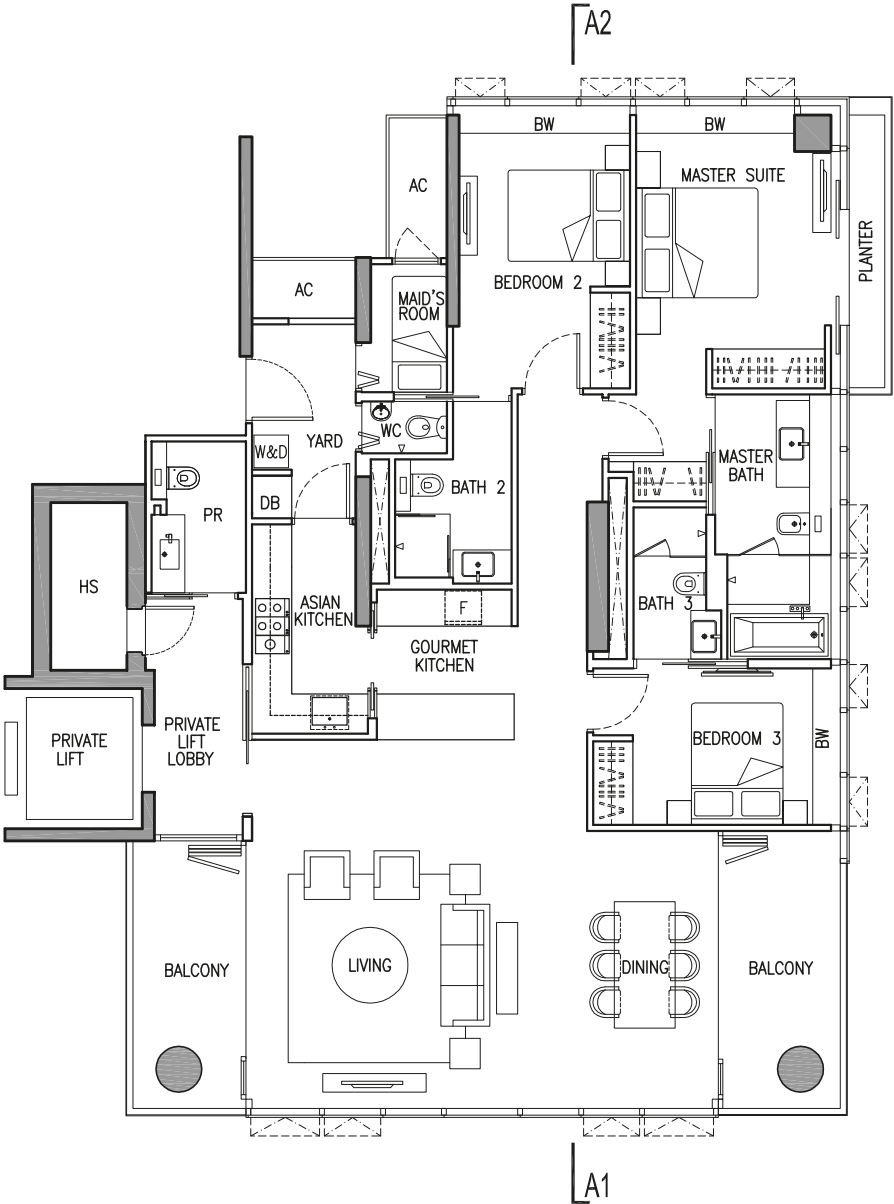 A2
BW
BW
AC
MASTER SUITE
PLANTER
AC
MAID'S
ROOM
BEDROOM 2
WC
YARD
W&D
MASTER
BATH
BATH 2
DB
PR
HS
ASIAN
KITCHEN
F
BATH 3
GOURMET
KITCHEN
PRIVATE
LIFT
PRIVATE
LIFT
LOBBY
BEDROOM 3
BW
BALCONY
LIVING
DINING
BALCONY
A1